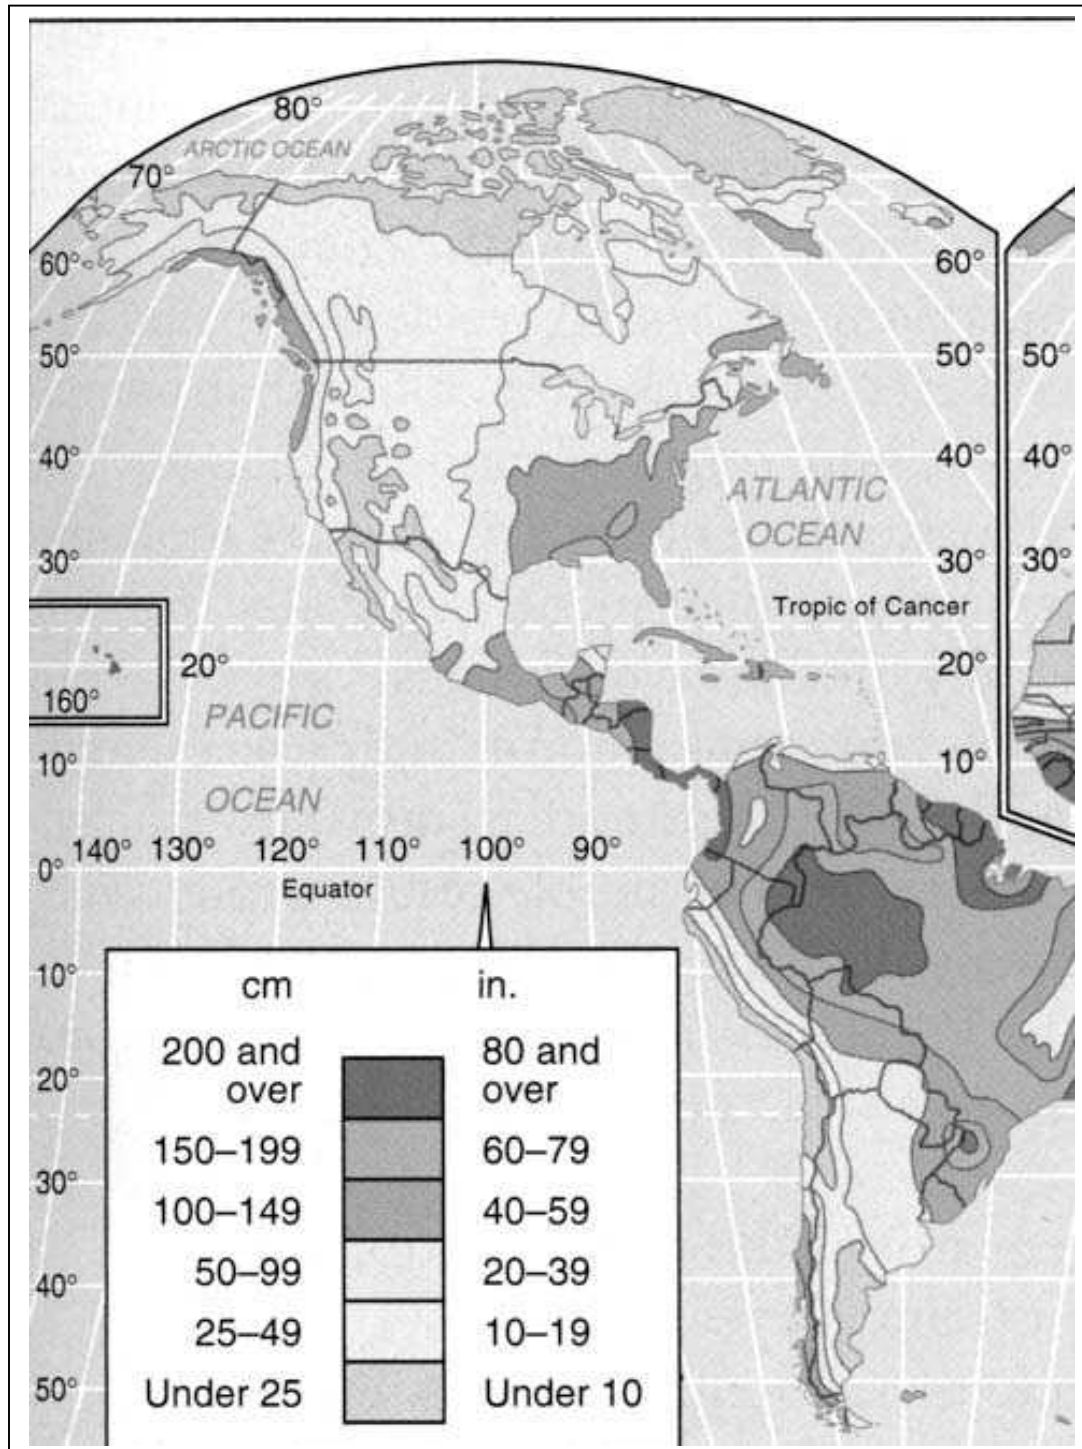 80°
ARCTIC OCEAN
70°
60° 60°
50° 50° 50°
40° 40° 40°
ATLANTIC
OCEAN
30° 30° 30°
Tropic of Cancer
20° 20°
160°
PACIFIC
10° 10°
OCEAN
140° 130° 120° 110° 100° 90°
0°
Equator
10°
cm in.
200 and over 80 and over
20°
150–199 60–79
30°
100–149 40–59
50–99 20–39
40°
25–49 10–19
Under 25 Under 10
50°